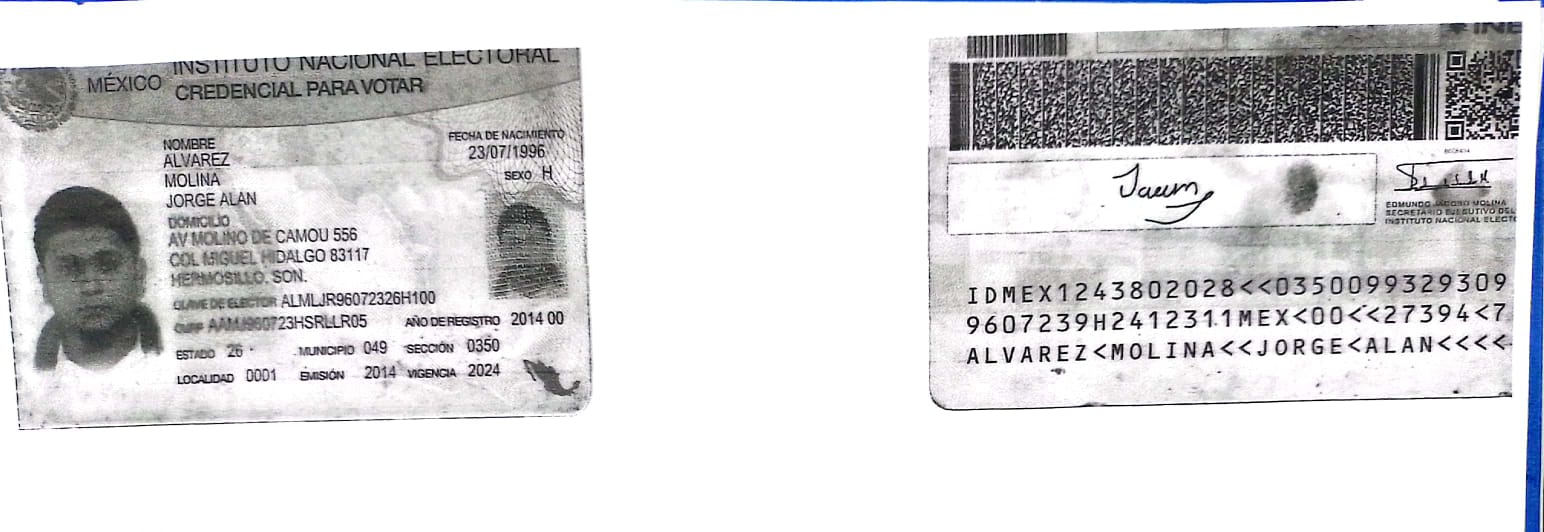 INSTITUTO NACIONAL ELECTORAL
MÉXICO
CREDENCIAL PARA VOTAR
NOMBRE
ALVAREZ
MOLINA
JORGE ALAN
FECHA DE NACIMIENTO
23/07/1996
SEXO H
DOMICILIO
AV MOLINO DE CAMOU 556
COL MIGUEL HIDALGO 83117
HERMOSILLO, SON.
CLAVE DE ELECTOR ALMLJR96072326H100
CURP AAMJ960723HSRLLR05 AÑO DE REGISTRO 2014 00
ESTADO 26 MUNICIPIO 049 SECCIÓN 0350
LOCALIDAD 0001 EMISIÓN 2014 VIGENCIA 2024
INE
EDMUNDO JACOBO MOLINA
SECRETARIO EJECUTIVO DEL
INSTITUTO NACIONAL ELECTO
IDMEX1243802028<<0350099329309
9607239H2412311MEX<00<<27394<7
ALVAREZ<MOLINA<<JORGE<ALAN<<<<